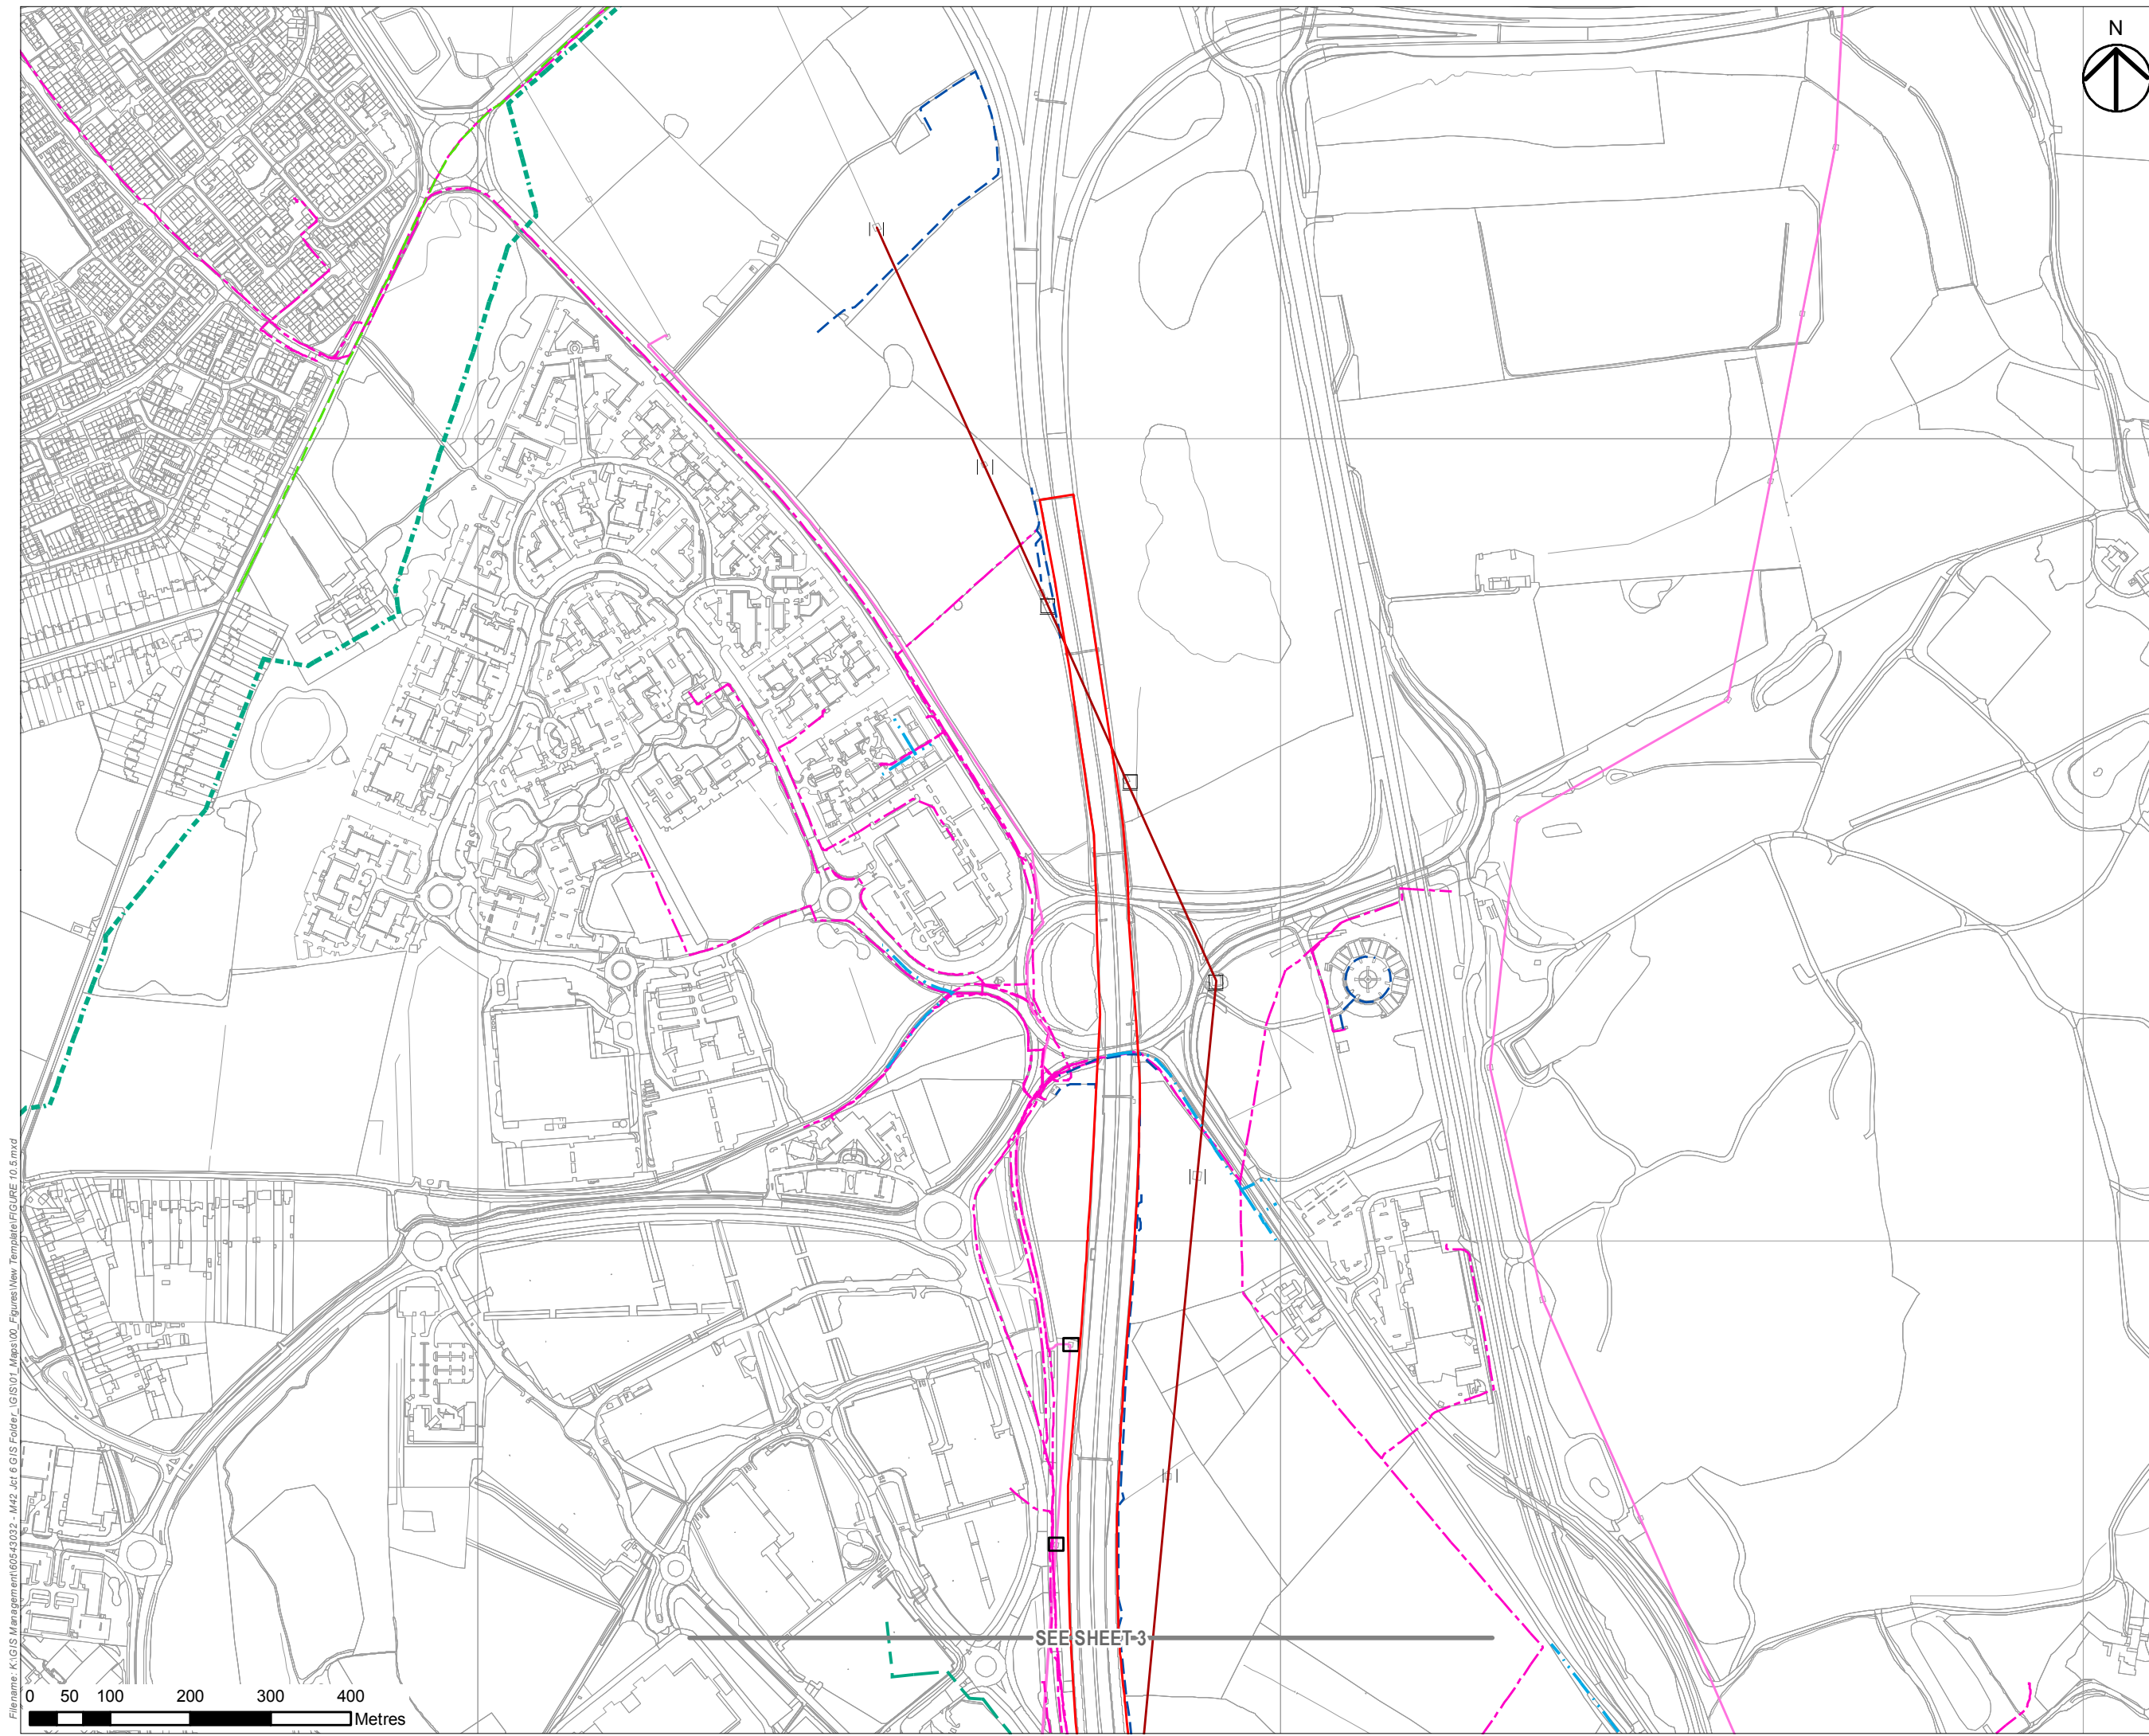 N
SEE SHEET 3
0 50 100 200 300 400
Metres
Filename: K:\GIS Management\60543032 - M42 Jct 6 GIS Folder_\GIS\01_Maps\00_Figures\New Template\FIGURE 10.5.mxd